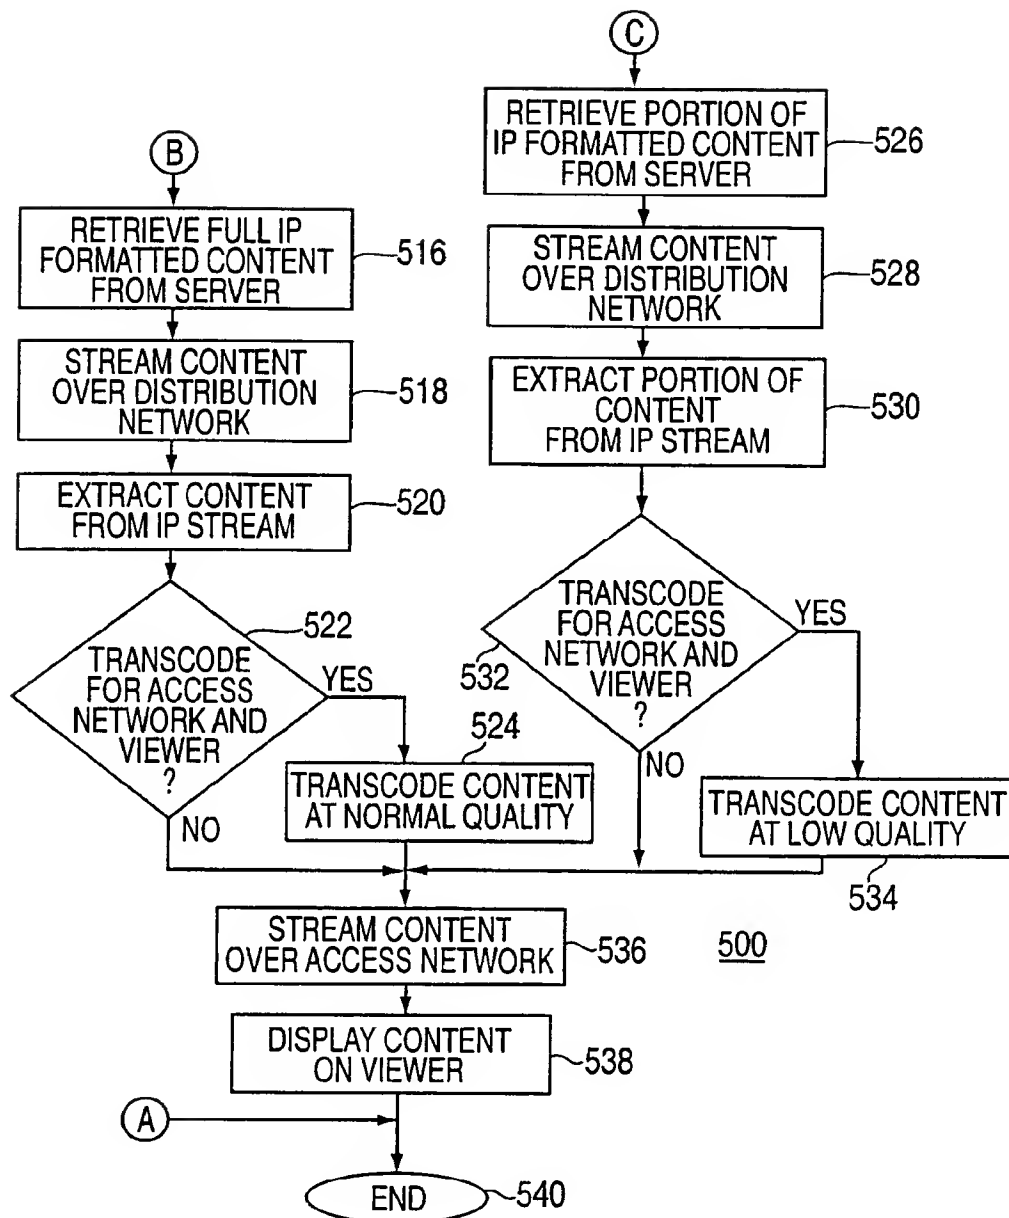 C
RETRIEVE PORTION OF
IP FORMATTED CONTENT
FROM SERVER
526
B
RETRIEVE FULL IP
FORMATTED CONTENT
FROM SERVER
516
STREAM CONTENT
OVER DISTRIBUTION
NETWORK
528
STREAM CONTENT
OVER DISTRIBUTION
NETWORK
518
EXTRACT PORTION OF
CONTENT
FROM IP STREAM
530
EXTRACT CONTENT
FROM IP STREAM
520
522
TRANSCODE
FOR ACCESS
NETWORK AND
VIEWER
?
YES
NO
524
TRANSCODE CONTENT
AT NORMAL QUALITY
532
TRANSCODE
FOR ACCESS
NETWORK AND
VIEWER
?
YES
NO
TRANSCODE CONTENT
AT LOW QUALITY
534
STREAM CONTENT
OVER ACCESS NETWORK
536
500
DISPLAY CONTENT
ON VIEWER
538
A
END
540